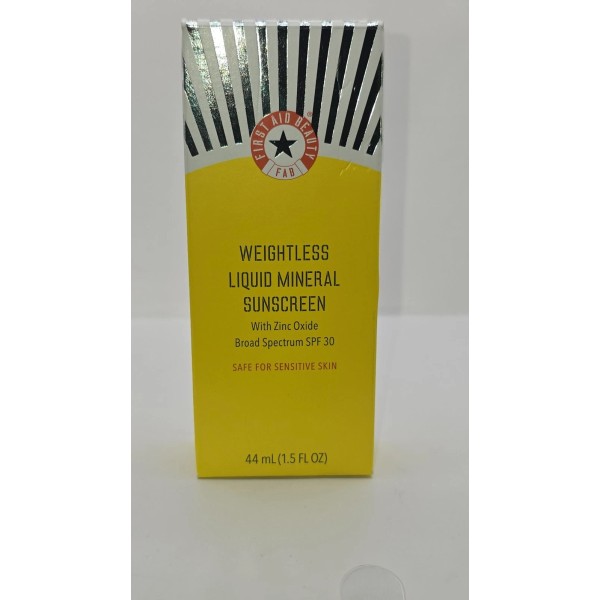 FIRST AID BEAUTY®
FAB
WEIGHTLESS
LIQUID MINERAL
SUNSCREEN
With Zinc Oxide
Broad Spectrum SPF 30
SAFE FOR SENSITIVE SKIN
44 mL (1.5 FL OZ)